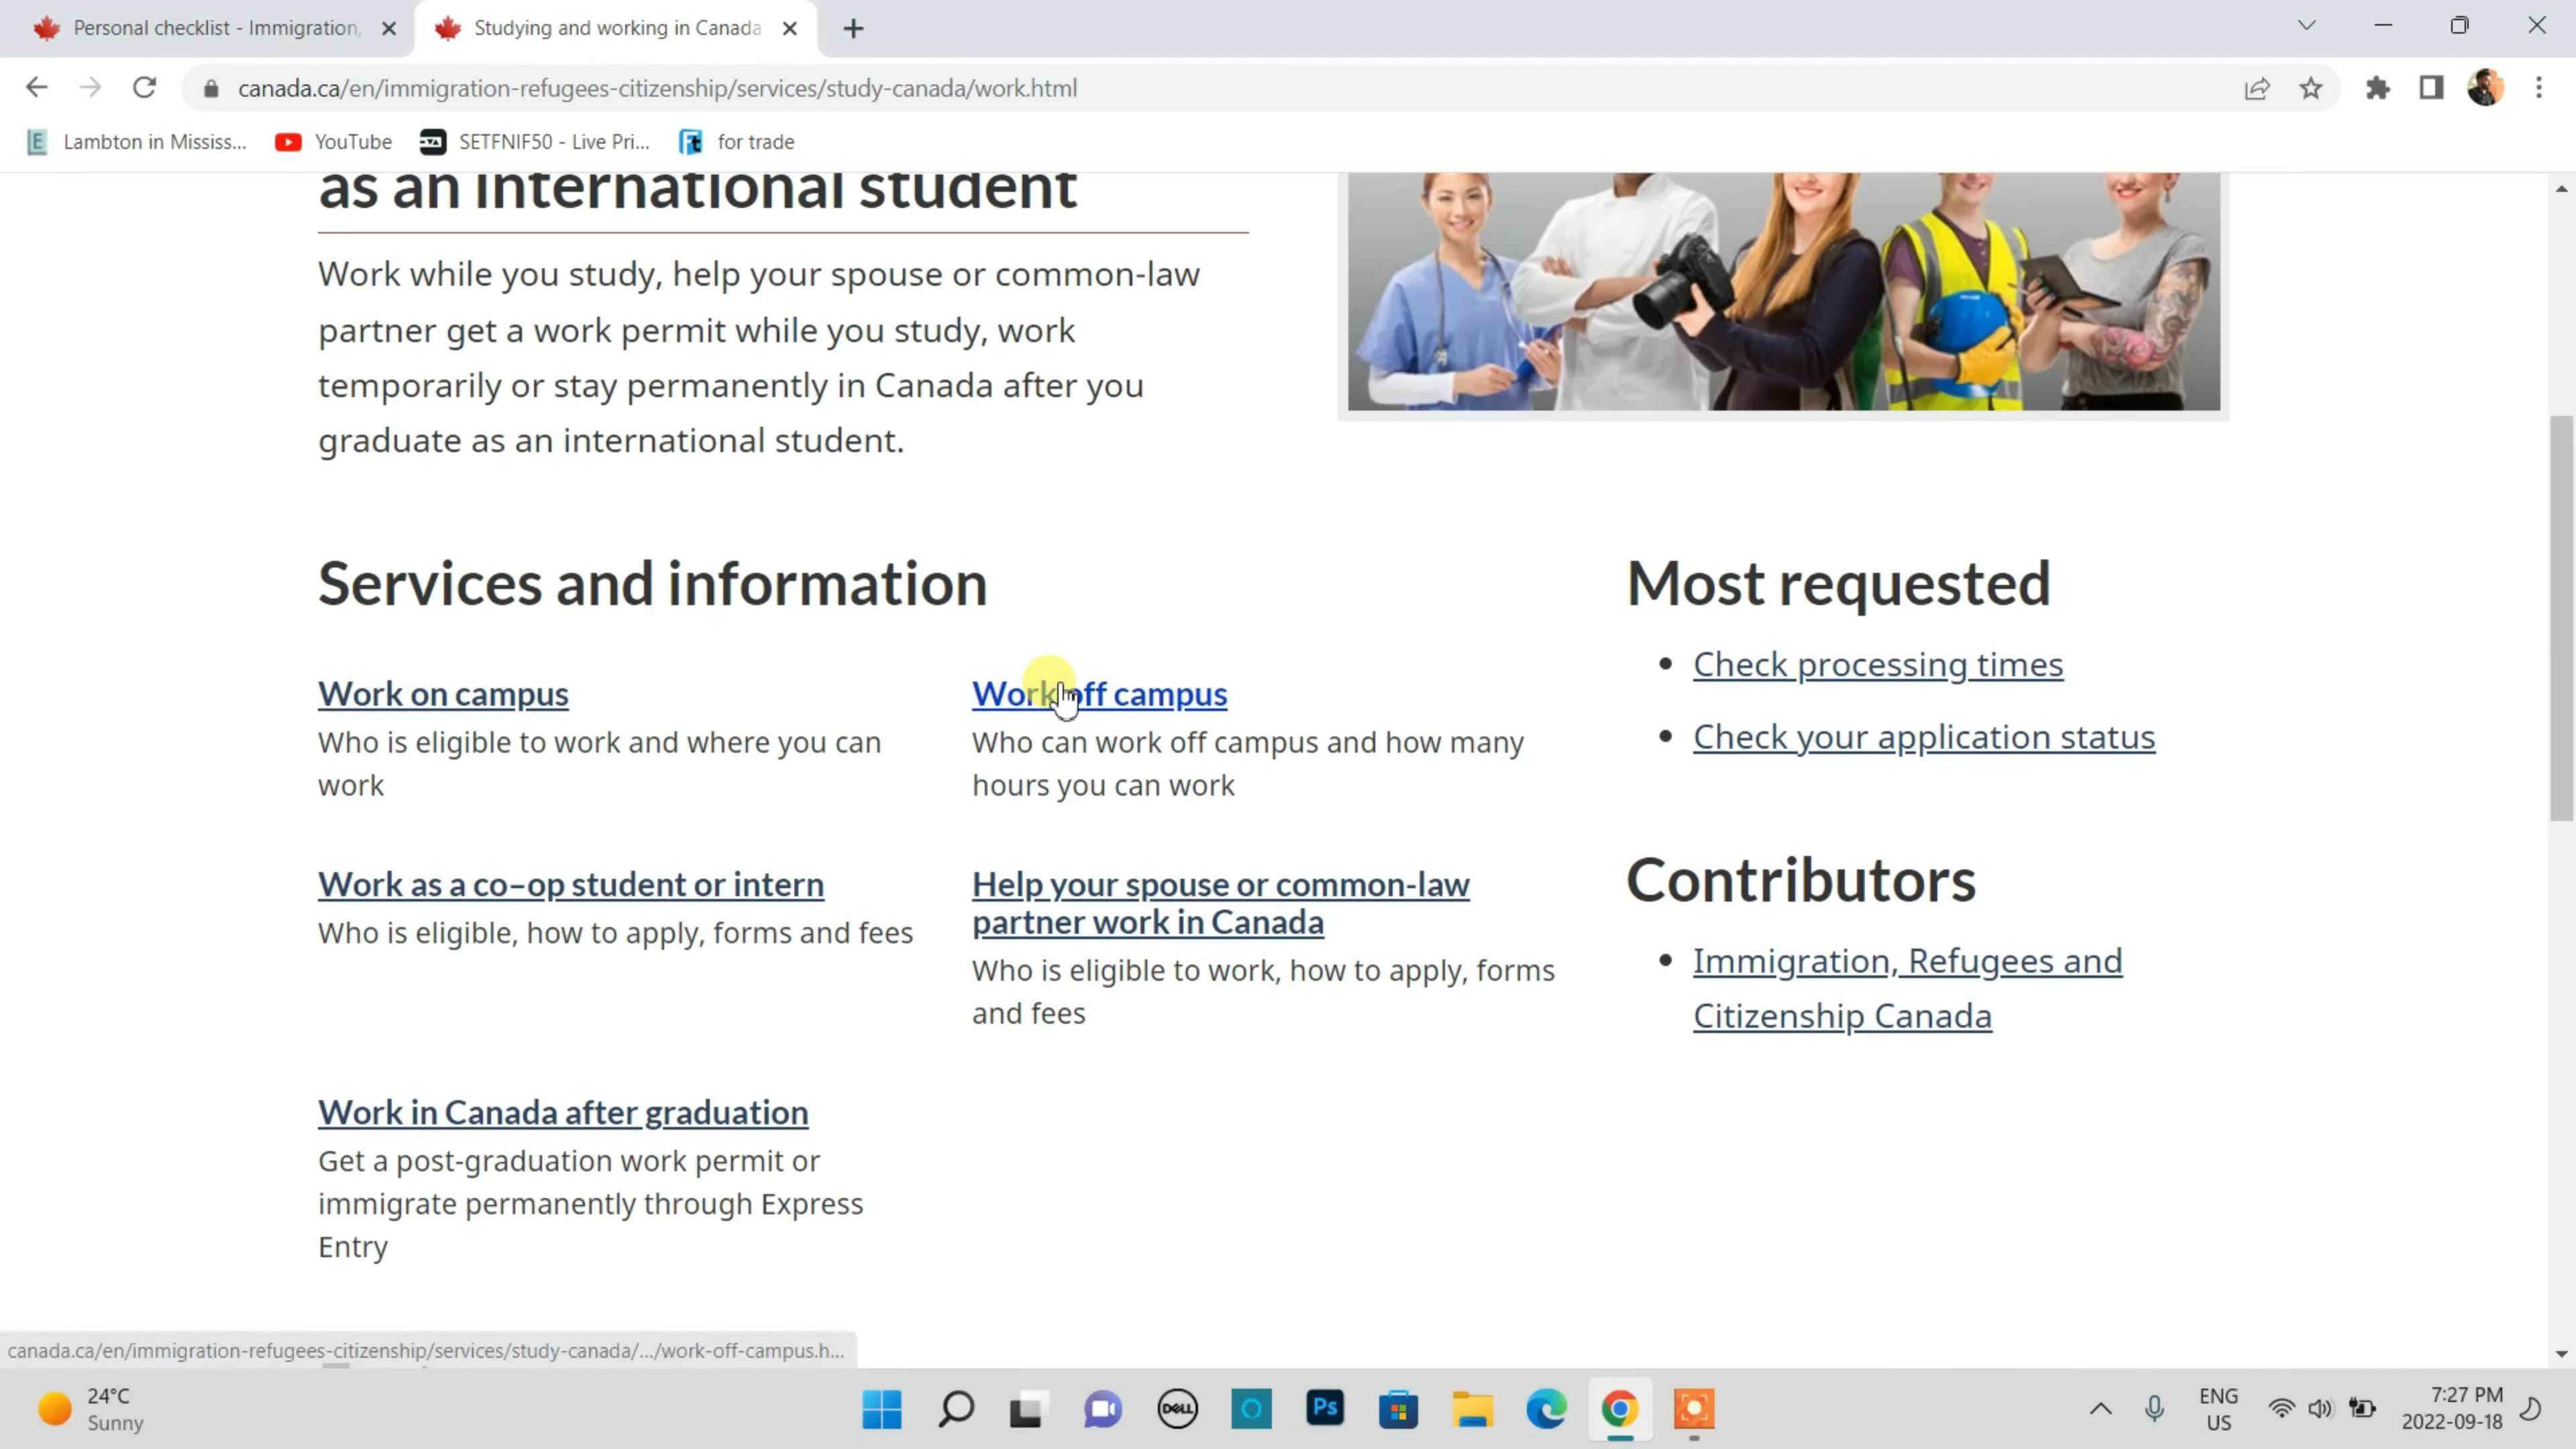 Personal checklist - Immigration,
Studying and working in Canada
canada.ca/en/immigration-refugees-citizenship/services/study-canada/work.html
Lambton in Mississ...
YouTube
SETFNIF50 - Live Pri...
for trade
as an international student
Work while you study, help your spouse or common-law
partner get a work permit while you study, work
temporarily or stay permanently in Canada after you
graduate as an international student.
Services and information
Work on campus
Who is eligible to work and where you can
work
Work off campus
Who can work off campus and how many
hours you can work
Work as a co–op student or intern
Who is eligible, how to apply, forms and fees
Help your spouse or common-law
partner work in Canada
Who is eligible to work, how to apply, forms
and fees
Work in Canada after graduation
Get a post-graduation work permit or
immigrate permanently through Express
Entry
Most requested
• Check processing times
• Check your application status
Contributors
• Immigration, Refugees and
Citizenship Canada
canada.ca/en/immigration-refugees-citizenship/services/study-canada/.../work-off-campus.h...
24°C
Sunny
DELL
Ps
ENG
US
7:27 PM
2022-09-18